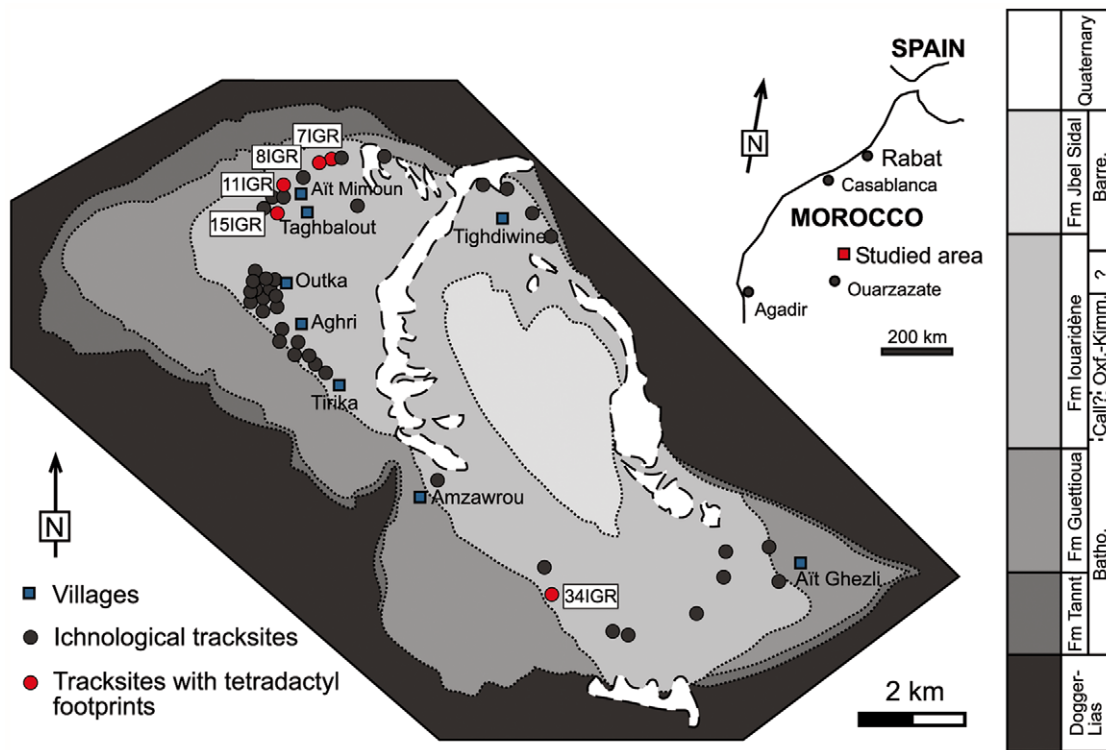 7IGR
8IGR
11IGR
Aït Mimoun
15IGR
Taghbalout
Tighdiwine
Outka
Aghri
Tirika
Amzawrou
Aït Ghezli
34IGR
N
Villages
Ichnological tracksites
Tracksites with tetradactyl
footprints
2 km
SPAIN
N
Rabat
Casablanca
MOROCCO
Studied area
Ouarzazate
Agadir
200 km
Quaternary
Fm Jbel Sidal
Barre.
Fm Iouaridène
?
Oxf.-Kimm.
Call?
Fm Guettioua
Batho.
Fm Tannt
Dogger-
Lias